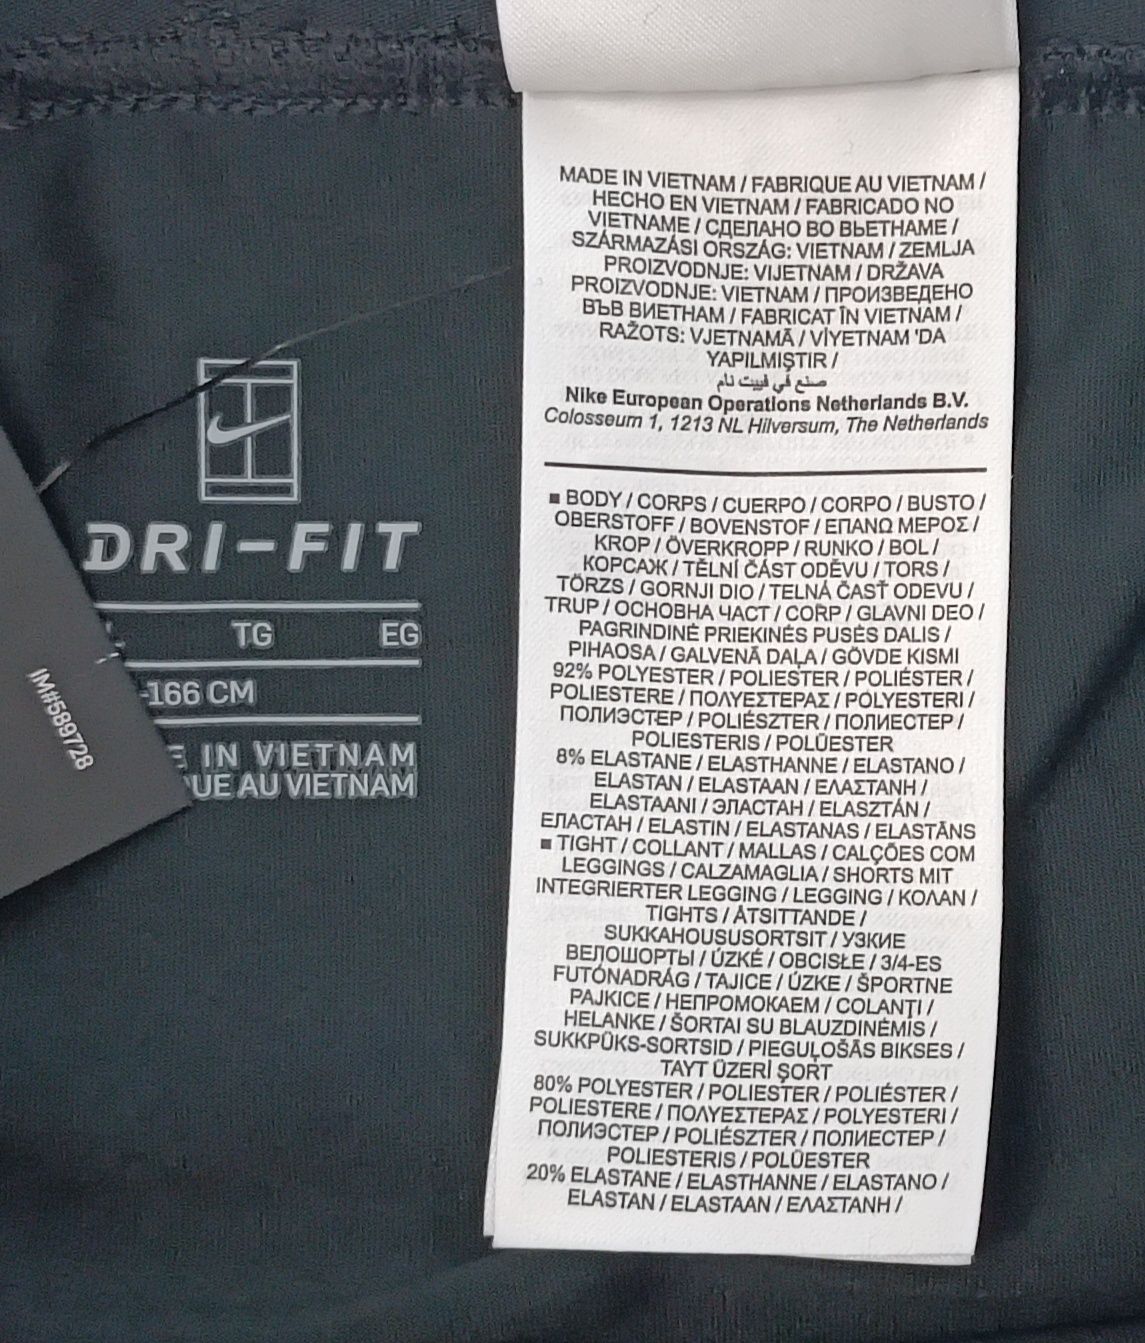 MADE IN VIETNAM / FABRIQUE AU VIETNAM /
HECHO EN VIETNAM / FABRICADO NO
VIETNAME / СДЕЛАНО ВО ВЬЕТНАМЕ /
SZÁRMAZÁSI ORSZÁG: VIETNAM / ZEMLJA
PROIZVODNJE: VIJETNAM / DRŽAVA
PROIZVODNJE: VIETNAM / ПРОИЗВЕДЕНО
ВЪВ ВИЕТНАМ / FABRICAT ÎN VIETNAM /
RAŽOTS: VJETNAMĀ / VİYETNAM 'DA
YAPILMIŞTIR /
صنع في فييت نام
Nike European Operations Netherlands B.V.
Colosseum 1, 1213 NL Hilversum, The Netherlands
■ BODY / CORPS / CUERPO / CORPO / BUSTO /
OBERSTOFF / BOVENSTOF / ΕΠΑΝΩ ΜΕΡΟΣ /
KROP / ÖVERKROPP / RUNKO / BOL /
КОРСАЖ / TĚLNÍ ČÁST ODĚVU / TORS /
TÖRZS / GORNJI DIO / TELNÁ ČASŤ ODEVU /
TRUP / ОСНОВНА ЧАСТ / CORP / GLAVNI DEO /
PAGRINDINĖ PRIEKINĖS PUSĖS DALIS /
PIHAOSA / GALVENĀ DAĻA / GÖVDE KISMI
92% POLYESTER / POLIESTER / POLIÉSTER /
POLIESTERE / ΠΟΛΥΕΣΤΕΡΑΣ / POLYESTERI /
ПОЛИЭСТЕР / POLIÉSZTER / ПОЛИЕСТЕР /
POLIESTERIS / POLÜESTER
8% ELASTANE / ELASTHANNE / ELASTANO /
ELASTAN / ELASTAAN / ΕΛΑΣΤΑΝΗ /
ELASTAANI / ЭЛАСТАН / ELASZTÁN /
ЕЛАСТАН / ELASTIN / ELASTANAS / ELASTĀNS
■ TIGHT / COLLANT / MALLAS / CALÇÕES COM
LEGGINGS / CALZAMAGLIA / SHORTS MIT
INTEGRIERTER LEGGING / LEGGING / ΚΟΛΑΝ /
TIGHTS / ÅTSITTANDE /
SUKKAHOUSUSORTSIT / УЗКИЕ
ВЕЛОШОРТЫ / ÚZKÉ / OBCISŁE / 3/4-ES
FUTÓNADRÁG / TAJICE / ÚZKE / ŠPORTNE
PAJKICE / НЕПРОМОКАЕМ / COLANȚI /
HELANKE / ŠORTAI SU BLAUZDINĖMIS /
SUKKPÜKS-SORTSID / PIEGUĻOŠĀS BIKSES /
TAYT ÜZERİ ŞORT
80% POLYESTER / POLIESTER / POLIÉSTER /
POLIESTERE / ΠΟΛΥΕΣΤΕΡΑΣ / POLYESTERI /
ПОЛИЭСТЕР / POLIÉSZTER / ПОЛИЕСТЕР /
POLIESTERIS / POLÜESTER
20% ELASTANE / ELASTHANNE / ELASTANO /
ELASTAN / ELASTAAN / ΕΛΑΣΤΑΝΗ /
DRI-FIT
TG EG
-166 CM
IN VIETNAM
AU VIETNAM
IM#589728